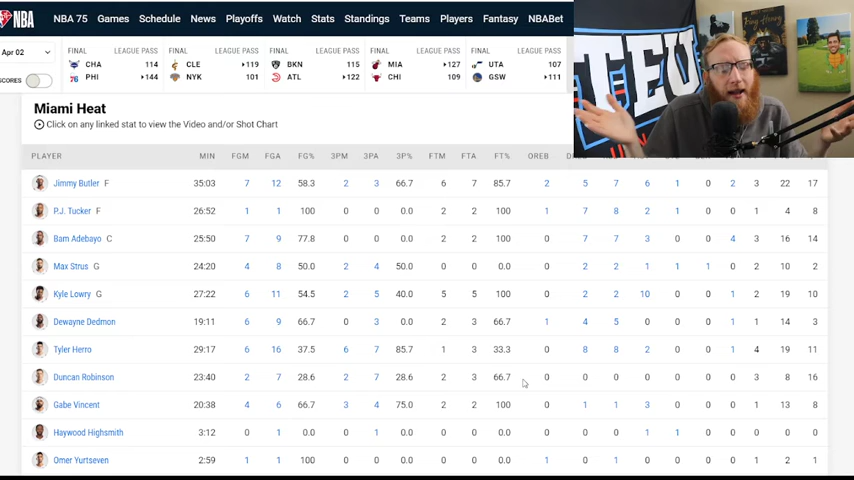 NBA NBA 75 Games Schedule News Playoffs Watch Stats Standings Teams Players Fantasy NBABet
Apr 02
SCORES
FINAL LEAGUE PASS
CHA 114
PHI 144
FINAL LEAGUE PASS
CLE 119
NYK 101
FINAL LEAGUE PASS
BKN 115
ATL 122
FINAL LEAGUE PASS
MIA 127
CHI 109
FINAL LEAGUE PASS
UTA 107
GSW 111
TEU
Miami Heat
Click on any linked stat to view the Video and/or Shot Chart
PLAYER MIN FGM FGA FG% 3PM 3PA 3P% FTM FTA FT% OREB
Jimmy Butler F 35:03 7 12 58.3 2 3 66.7 6 7 85.7 2 5 7 6 1 0 2 3 22 17
P.J. Tucker F 26:52 1 1 100 0 0 0.0 2 2 100 1 7 8 2 1 0 0 1 4 8
Bam Adebayo C 25:50 7 9 77.8 0 0 0.0 2 2 100 0 7 7 3 0 0 4 3 16 14
Max Strus G 24:20 4 8 50.0 2 4 50.0 0 0 0.0 0 2 2 1 1 1 0 2 10 2
Kyle Lowry G 27:22 6 11 54.5 2 5 40.0 5 5 100 0 2 2 10 0 0 1 2 19 10
Dewayne Dedmon 19:11 6 9 66.7 0 3 0.0 2 3 66.7 1 4 5 0 0 0 1 1 14 3
Tyler Herro 29:17 6 16 37.5 6 7 85.7 1 3 33.3 0 8 8 2 0 0 1 4 19 11
Duncan Robinson 23:40 2 7 28.6 2 7 28.6 2 3 66.7 0 0 0 0 0 0 0 3 8 16
Gabe Vincent 20:38 4 6 66.7 3 4 75.0 2 2 100 0 1 1 3 0 0 0 1 13 8
Haywood Highsmith 3:12 0 1 0.0 0 1 0.0 0 0 0.0 0 0 0 1 1 0 0 0 0 0
Omer Yurtseven 2:59 1 1 100 0 0 0.0 0 0 0.0 1 0 1 0 0 0 0 1 2 1